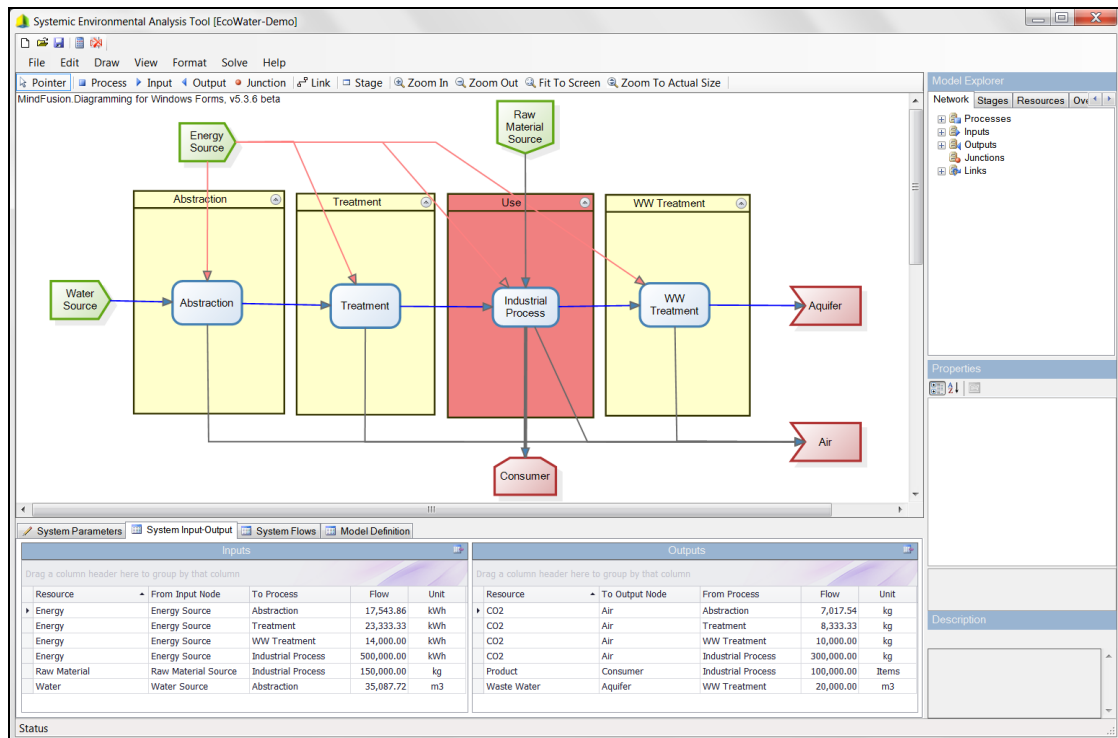 Systemic Environmental Analysis Tool [EcoWater-Demo]
File Edit Draw View Format Solve Help
Pointer Process Input Output Junction Link Stage Zoom In Zoom Out Fit To Screen Zoom To Actual Size
MindFusion.Diagramming for Windows Forms, v5.3.6 beta
Raw
Material
Source
Energy
Source
Abstraction
Treatment
Use
WW Treatment
Water
Source
Abstraction
Treatment
Industrial
Process
WW
Treatment
Aquifer
Air
Consumer
Model Explorer
Network Stages Resources
Processes
Inputs
Outputs
Junctions
Links
Properties
Description
System Parameters System Input-Output System Flows Model Definition
Inputs
Drag a column header here to group by that column
Resource From Input Node To Process Flow Unit
Energy Energy Source Abstraction 17,543.86 kWh
Energy Energy Source Treatment 23,333.33 kWh
Energy Energy Source WW Treatment 14,000.00 kWh
Energy Energy Source Industrial Process 500,000.00 kWh
Raw Material Raw Material Source Industrial Process 150,000.00 kg
Water Water Source Abstraction 35,087.72 m3
Outputs
Drag a column header here to group by that column
Resource To Output Node From Process Flow Unit
CO2 Air Abstraction 7,017.54 kg
CO2 Air Treatment 8,333.33 kg
CO2 Air WW Treatment 10,000.00 kg
CO2 Air Industrial Process 300,000.00 kg
Product Consumer Industrial Process 100,000.00 Items
Waste Water Aquifer WW Treatment 20,000.00 m3
Status